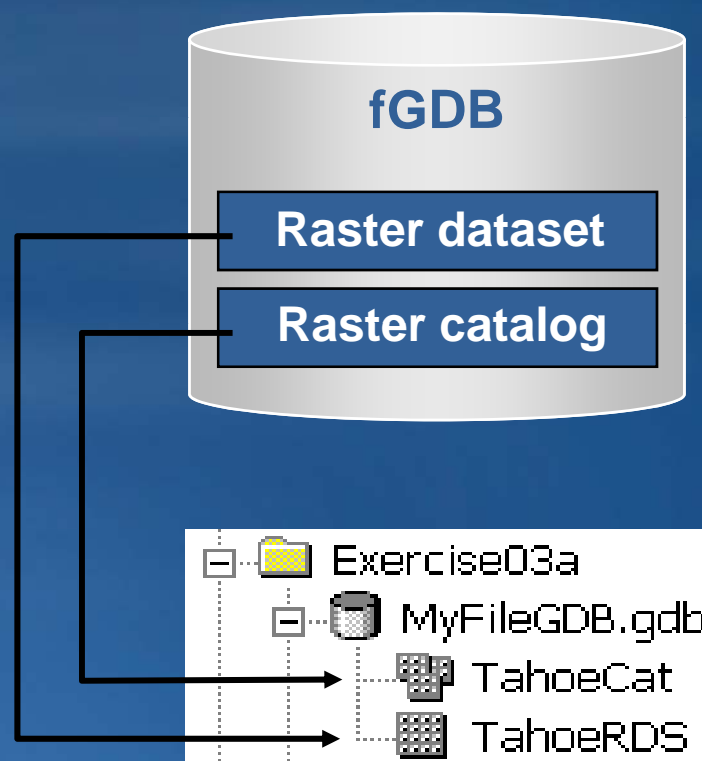 fGDB
Raster dataset
Raster catalog
Exercise03a
MyFileGDB.gdb
TahoeCat
TahoeRDS